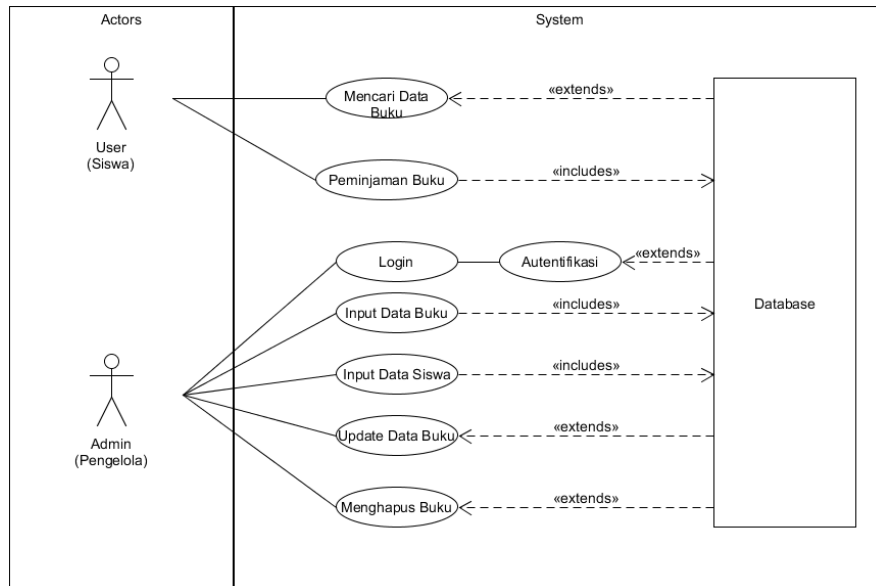 Actors
System
User
(Siswa)
Mencari Data
Buku
«extends»
Peminjaman Buku
«includes»
Login
Autentifikasi
«extends»
Input Data Buku
«includes»
Database
Input Data Siswa
«includes»
Admin
(Pengelola)
Update Data Buku
«extends»
Menghapus Buku
«extends»